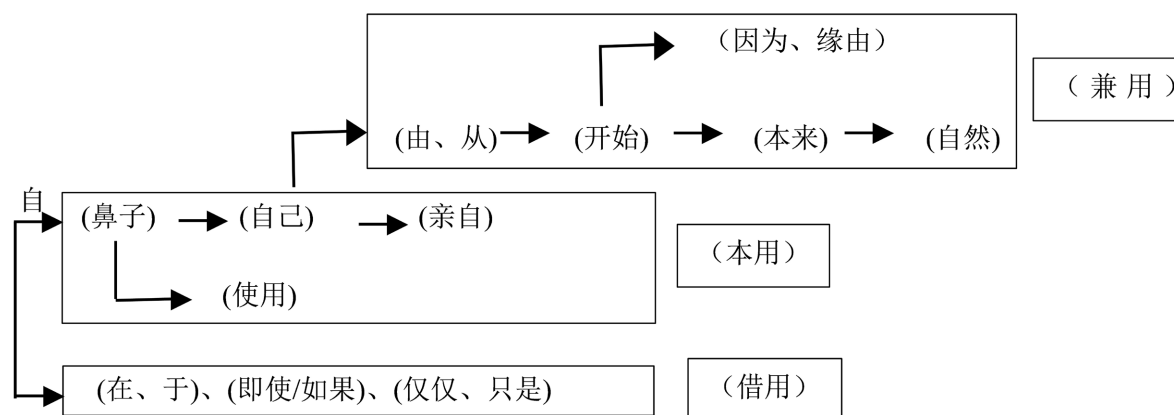 （因为、缘由）
（兼用）
(由、从) (开始) (本来) (自然)
自
(鼻子) (自己) (亲自)
（本用）
(使用)
(在、于)、(即使/如果)、(仅仅、只是)
（借用）